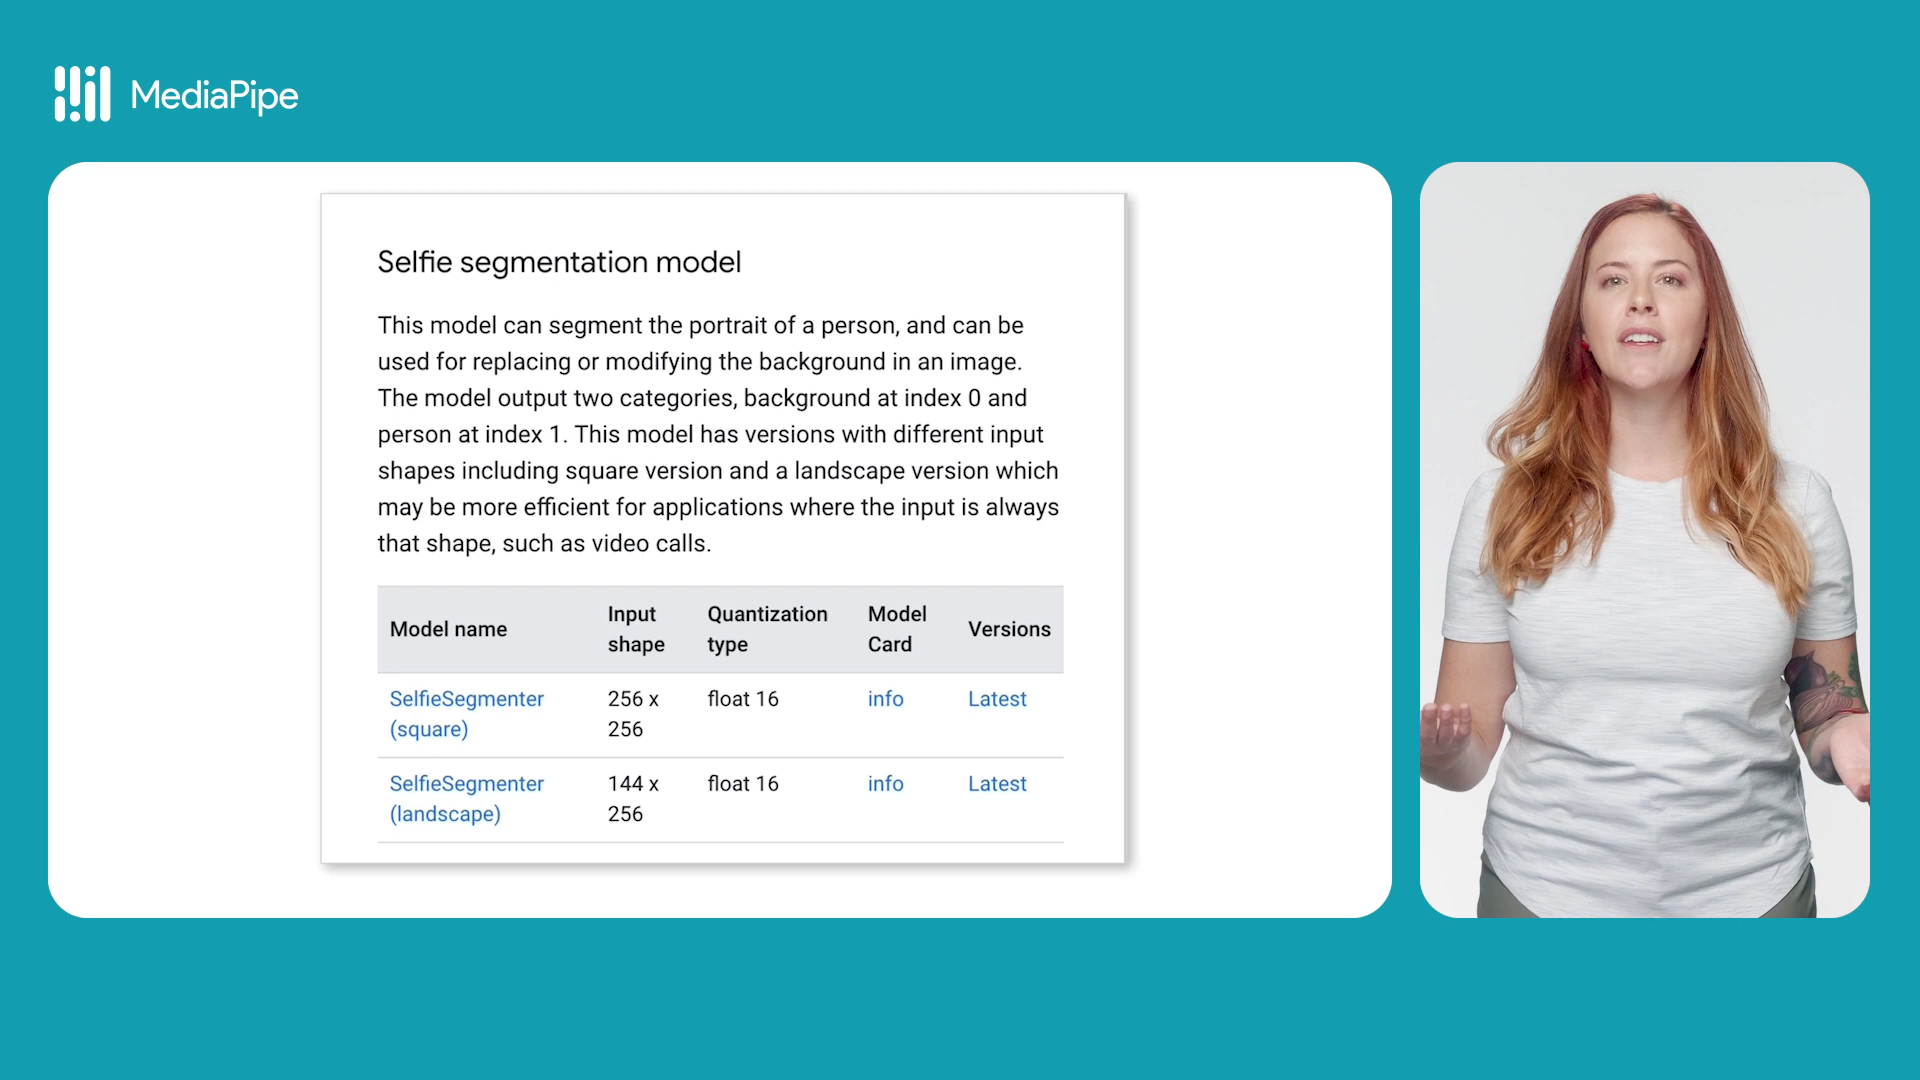 MediaPipe
Selfie segmentation model
This model can segment the portrait of a person, and can be
used for replacing or modifying the background in an image.
The model output two categories, background at index 0 and
person at index 1. This model has versions with different input
shapes including square version and a landscape version which
may be more efficient for applications where the input is always
that shape, such as video calls.
Model name
Input
shape
Quantization
type
Model
Card
Versions
SelfieSegmenter
(square)
256 x
256
float 16
info
Latest
SelfieSegmenter
(landscape)
144 x
256
float 16
info
Latest